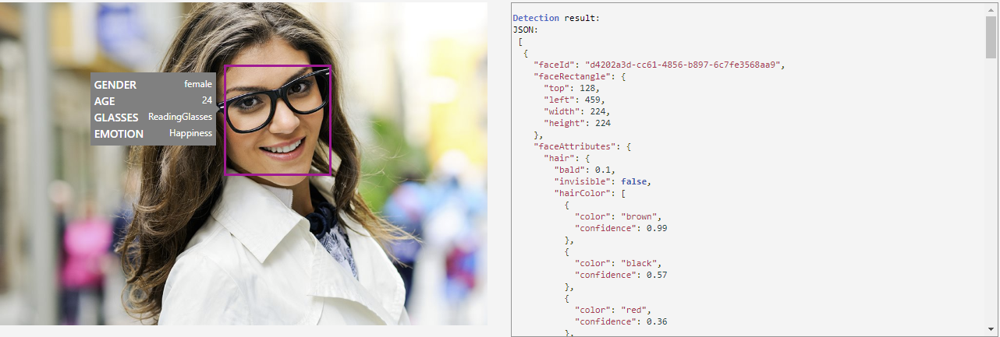 GENDER female
AGE 24
GLASSES ReadingGlasses
EMOTION Happiness
Detection result:
JSON:
[
{
"faceId": "d4202a3d-cc61-4856-b897-6c7fe3568aa9",
"faceRectangle": {
"top": 128,
"left": 459,
"width": 224,
"height": 224
},
"faceAttributes": {
"hair": {
"bald": 0.1,
"invisible": false,
"hairColor": [
{
"color": "brown",
"confidence": 0.99
},
{
"color": "black",
"confidence": 0.57
},
{
"color": "red",
"confidence": 0.36
},